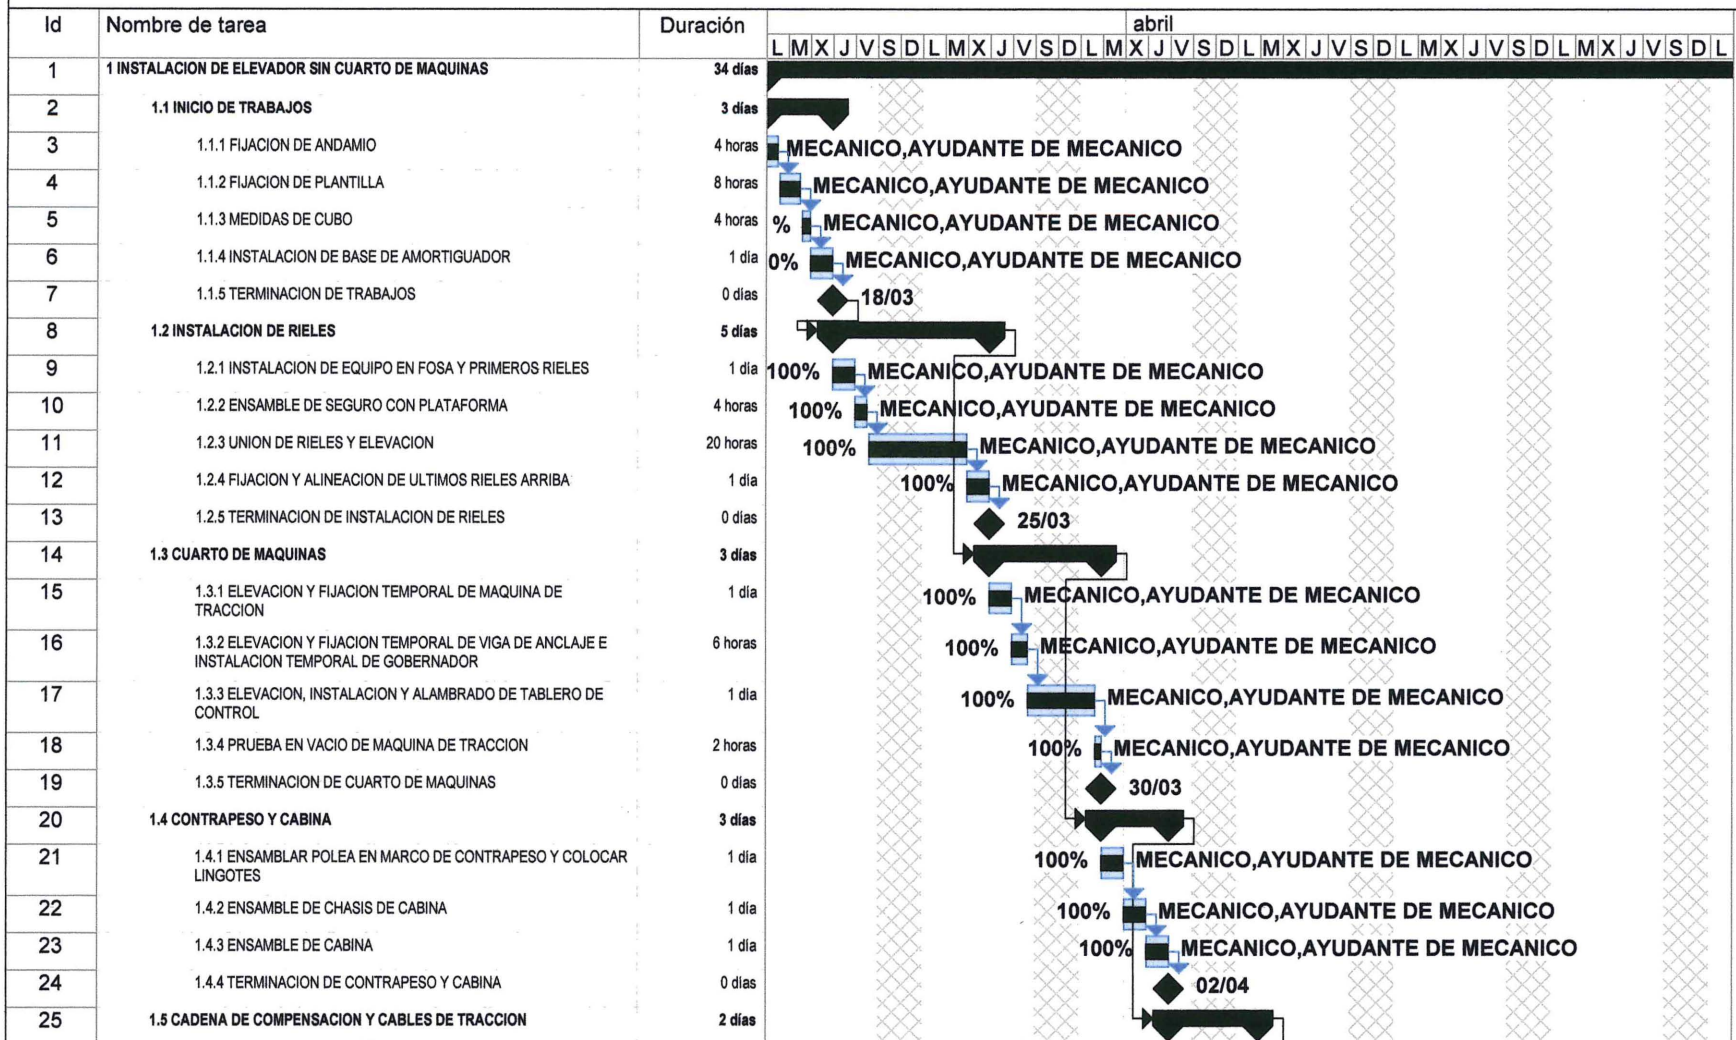 Id Nombre de tarea Duración abril
L M X J V S D L M X J V S D L M X J V S D L M X J V S D L M X J V S D L M X J V S D L
1 1 INSTALACION DE ELEVADOR SIN CUARTO DE MAQUINAS 34 días
2 1.1 INICIO DE TRABAJOS 3 días
3 1.1.1 FIJACION DE ANDAMIO 4 horas MECANICO,AYUDANTE DE MECANICO
4 1.1.2 FIJACION DE PLANTILLA 8 horas MECANICO,AYUDANTE DE MECANICO
5 1.1.3 MEDIDAS DE CUBO 4 horas % MECANICO,AYUDANTE DE MECANICO
6 1.1.4 INSTALACION DE BASE DE AMORTIGUADOR 1 día 0% MECANICO,AYUDANTE DE MECANICO
7 1.1.5 TERMINACION DE TRABAJOS 0 días 18/03
8 1.2 INSTALACION DE RIELES 5 días
9 1.2.1 INSTALACION DE EQUIPO EN FOSA Y PRIMEROS RIELES 1 día 100% MECANICO,AYUDANTE DE MECANICO
10 1.2.2 ENSAMBLE DE SEGURO CON PLATAFORMA 4 horas 100% MECANICO,AYUDANTE DE MECANICO
11 1.2.3 UNION DE RIELES Y ELEVACION 20 horas 100% MECANICO,AYUDANTE DE MECANICO
12 1.2.4 FIJACION Y ALINEACION DE ULTIMOS RIELES ARRIBA 1 día 100% MECANICO,AYUDANTE DE MECANICO
13 1.2.5 TERMINACION DE INSTALACION DE RIELES 0 días 25/03
14 1.3 CUARTO DE MAQUINAS 3 días
15 1.3.1 ELEVACION Y FIJACION TEMPORAL DE MAQUINA DE 1 día 100% MECANICO,AYUDANTE DE MECANICO
TRACCION
16 1.3.2 ELEVACION Y FIJACION TEMPORAL DE VIGA DE ANCLAJE E 6 horas 100% MECANICO,AYUDANTE DE MECANICO
INSTALACION TEMPORAL DE GOBERNADOR
17 1.3.3 ELEVACION, INSTALACION Y ALAMBRADO DE TABLERO DE 1 día 100% MECANICO,AYUDANTE DE MECANICO
CONTROL
18 1.3.4 PRUEBA EN VACIO DE MAQUINA DE TRACCION 2 horas 100% MECANICO,AYUDANTE DE MECANICO
19 1.3.5 TERMINACION DE CUARTO DE MAQUINAS 0 días 30/03
20 1.4 CONTRAPESO Y CABINA 3 días
21 1.4.1 ENSAMBLAR POLEA EN MARCO DE CONTRAPESO Y COLOCAR 1 día 100% MECANICO,AYUDANTE DE MECANICO
LINGOTES
22 1.4.2 ENSAMBLE DE CHASIS DE CABINA 1 día 100% MECANICO,AYUDANTE DE MECANICO
23 1.4.3 ENSAMBLE DE CABINA 1 día 100% MECANICO,AYUDANTE DE MECANICO
24 1.4.4 TERMINACION DE CONTRAPESO Y CABINA 0 días 02/04
25 1.5 CADENA DE COMPENSACION Y CABLES DE TRACCION 2 días